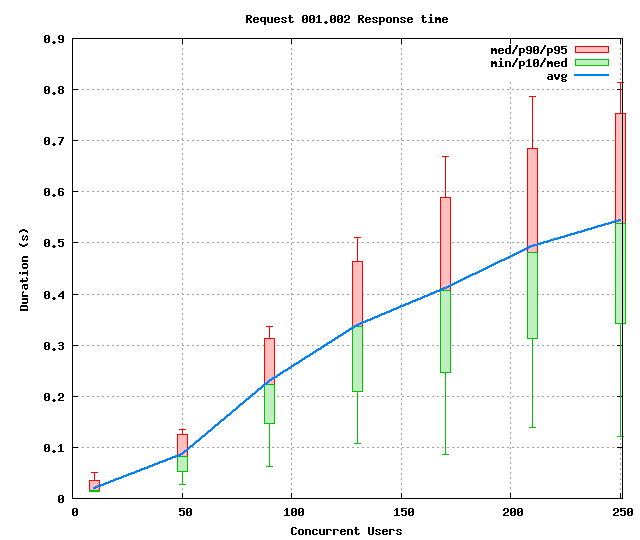 Request 001.002 Response time
med/p90/p95
min/p10/med
avg
0.9
0.8
0.7
0.6
0.5
0.4
0.3
0.2
0.1
0
Duration (s)
0 50 100 150 200 250
Concurrent Users